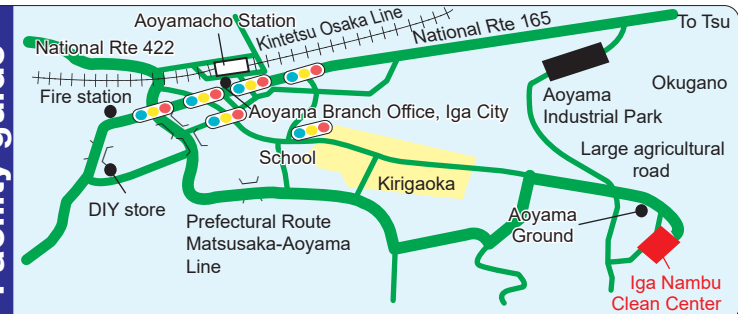 Facility guide
Aoyamacho Station
Kintetsu Osaka Line
National Rte 165
To Tsu
National Rte 422
Fire station
Aoyama Branch Office, Iga City
Aoyama
Industrial Park
Okugano
Large agricultural
road
School
Kirigaoka
DIY store
Prefectural Route
Matsusaka-Aoyama
Line
Aoyama
Ground
Iga Nambu
Clean Center